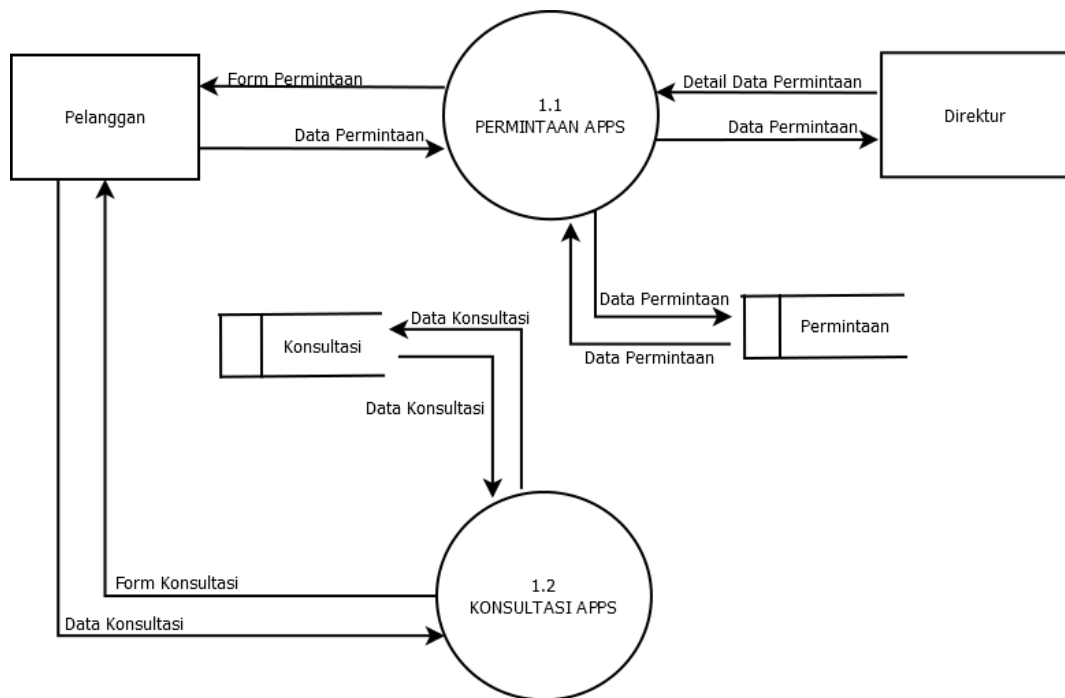 Form Permintaan
Detail Data Permintaan
1.1
PERMINTAAN APPS
Pelanggan
Direktur
Data Permintaan
Data Permintaan
Data Permintaan
Permintaan
Data Konsultasi
Konsultasi
Data Permintaan
Data Konsultasi
Form Konsultasi
1.2
KONSULTASI APPS
Data Konsultasi